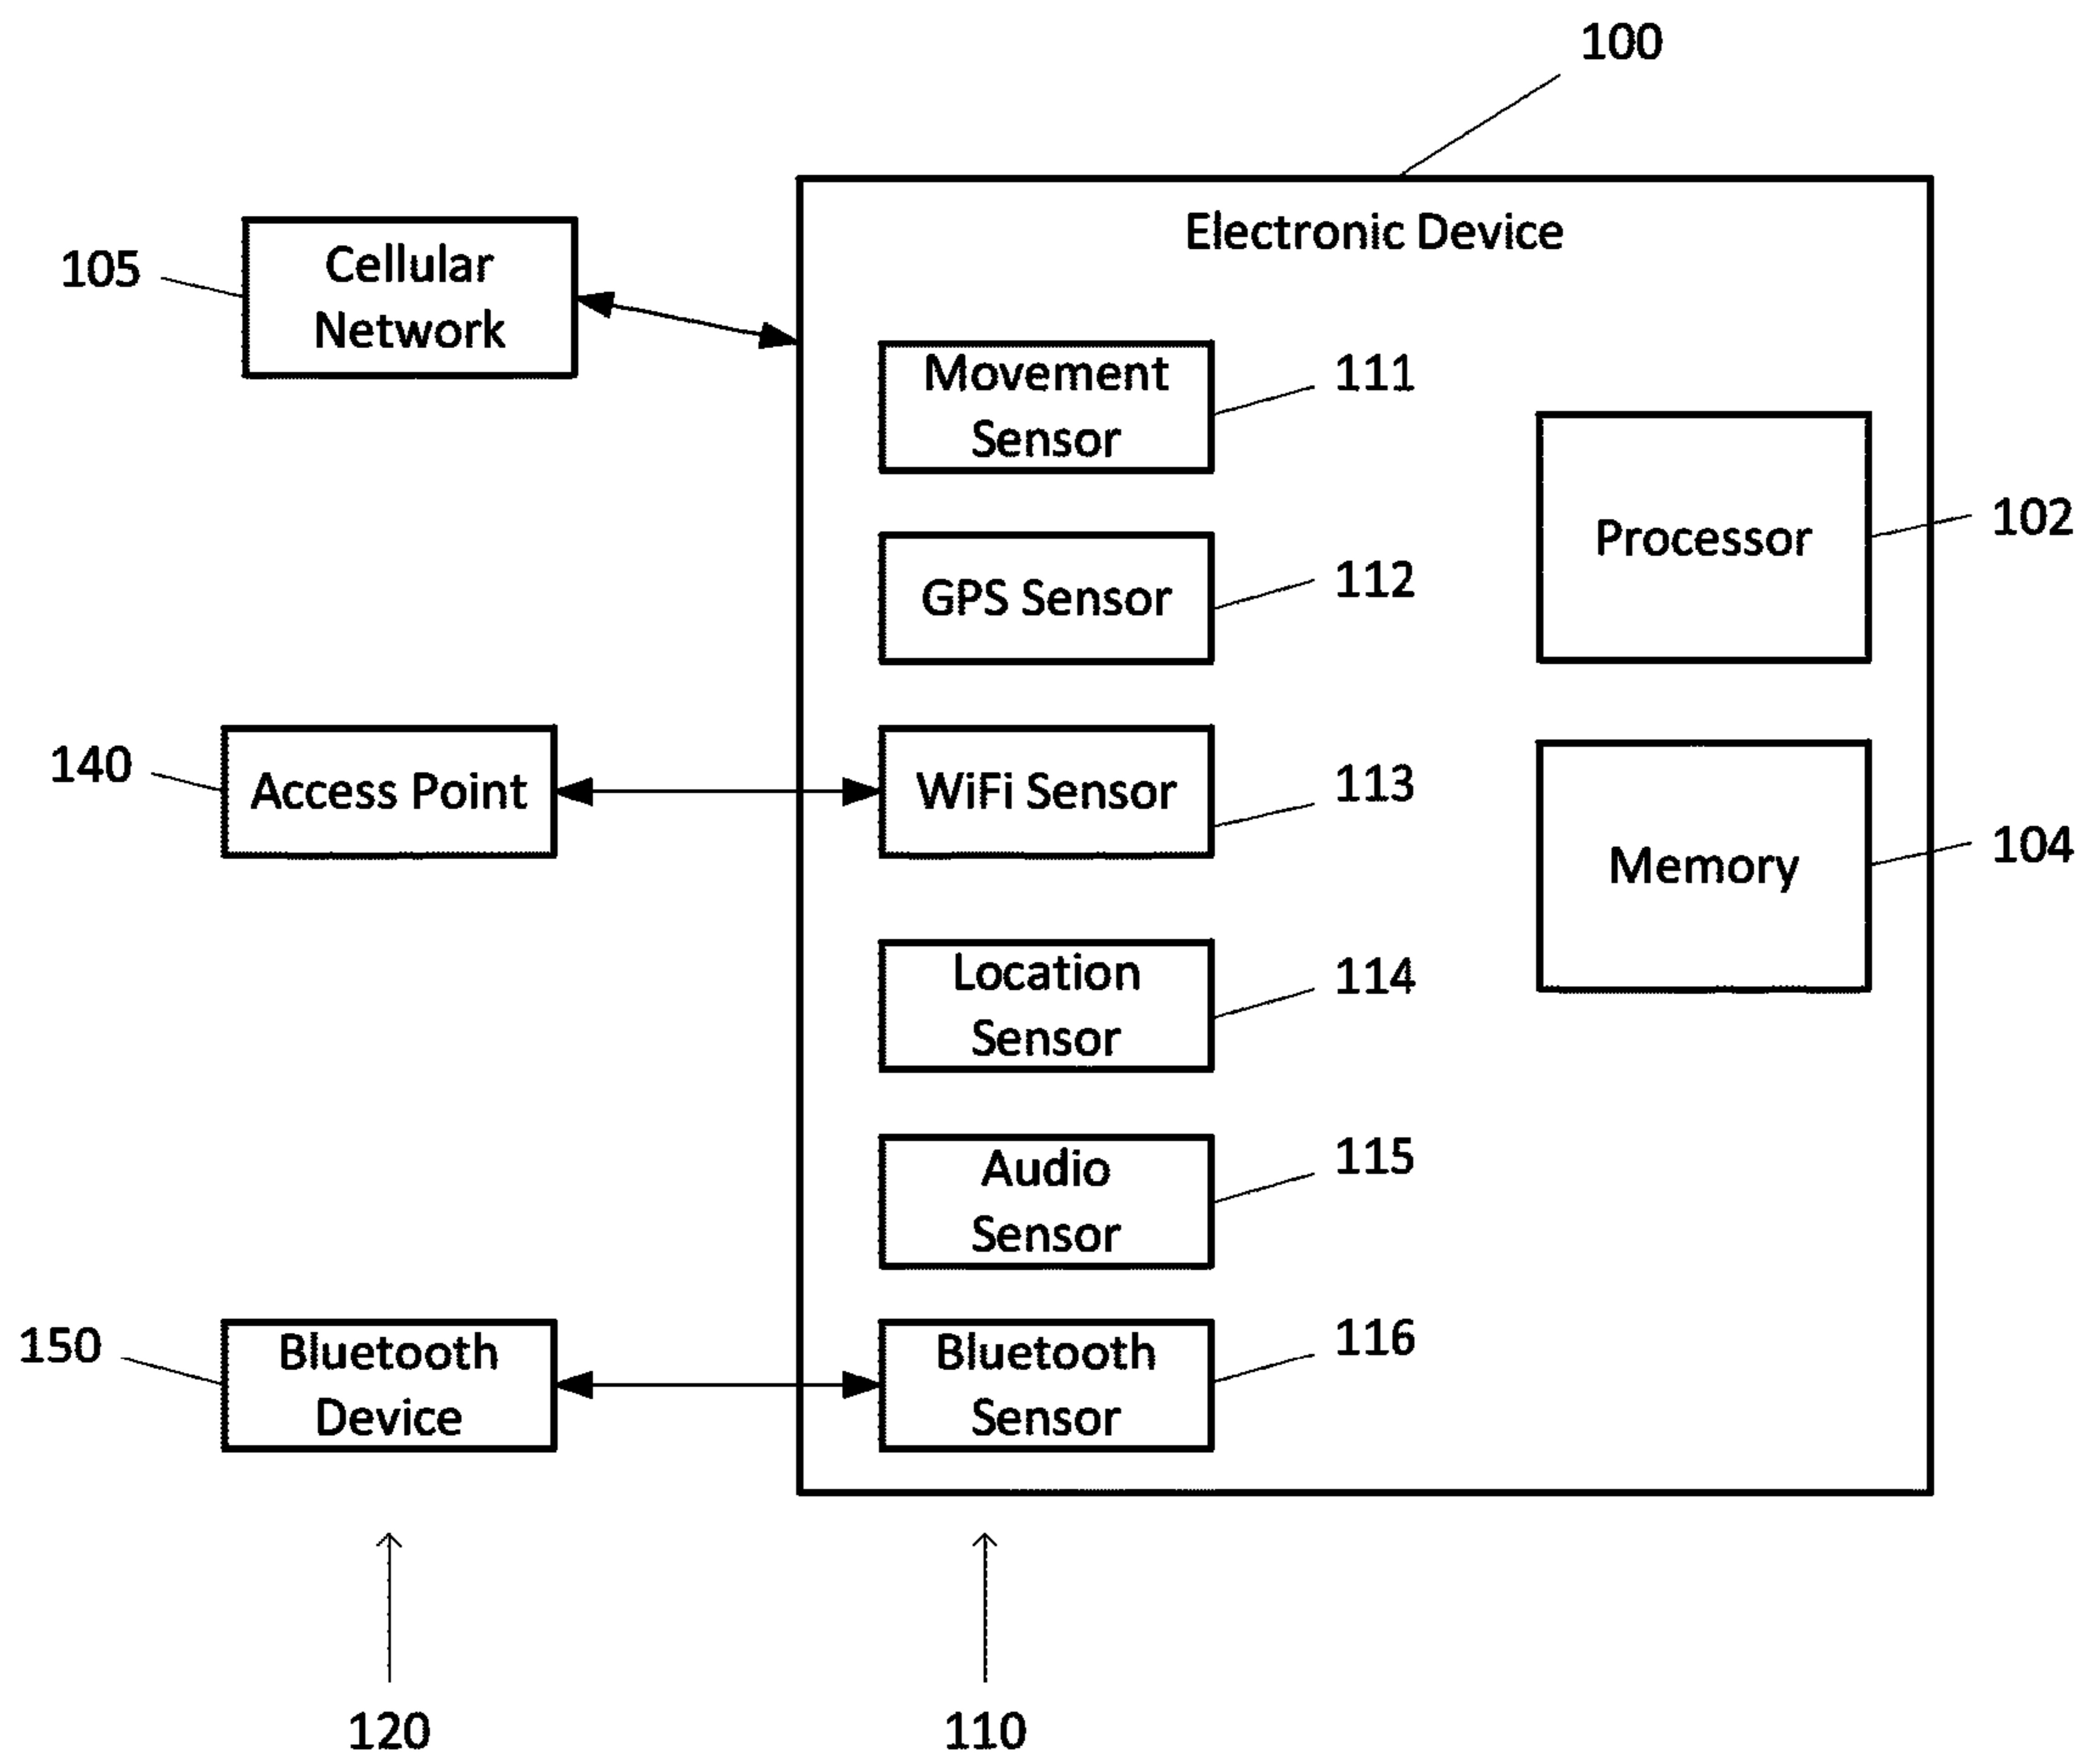 100
Electronic Device
105
Cellular
Network
Movement
Sensor
111
Processor
102
GPS Sensor
112
140
Access Point
WiFi Sensor
113
Memory
104
Location
Sensor
114
Audio
Sensor
115
150
Bluetooth
Device
Bluetooth
Sensor
116
120
110